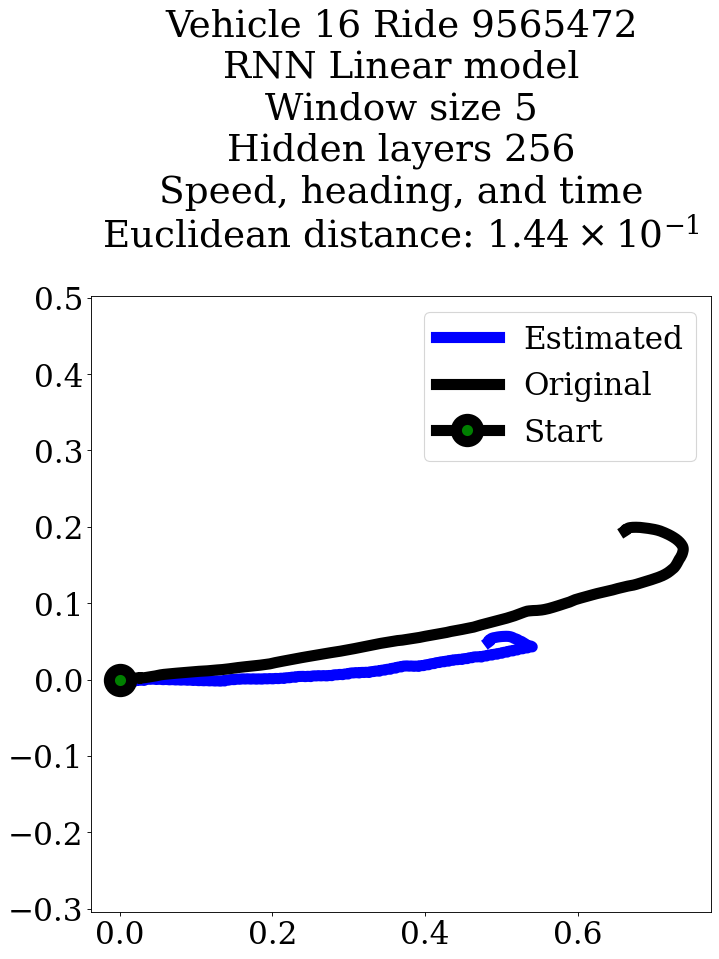 Vehicle 16 Ride 9565472
RNN Linear model
Window size 5
Hidden layers 256
Speed, heading, and time
Euclidean distance: 1.44 × 10⁻¹
0.5
Estimated
0.4
Original
0.3
Start
0.2
0.1
0.0
−0.1
−0.2
−0.3
0.0 0.2 0.4 0.6